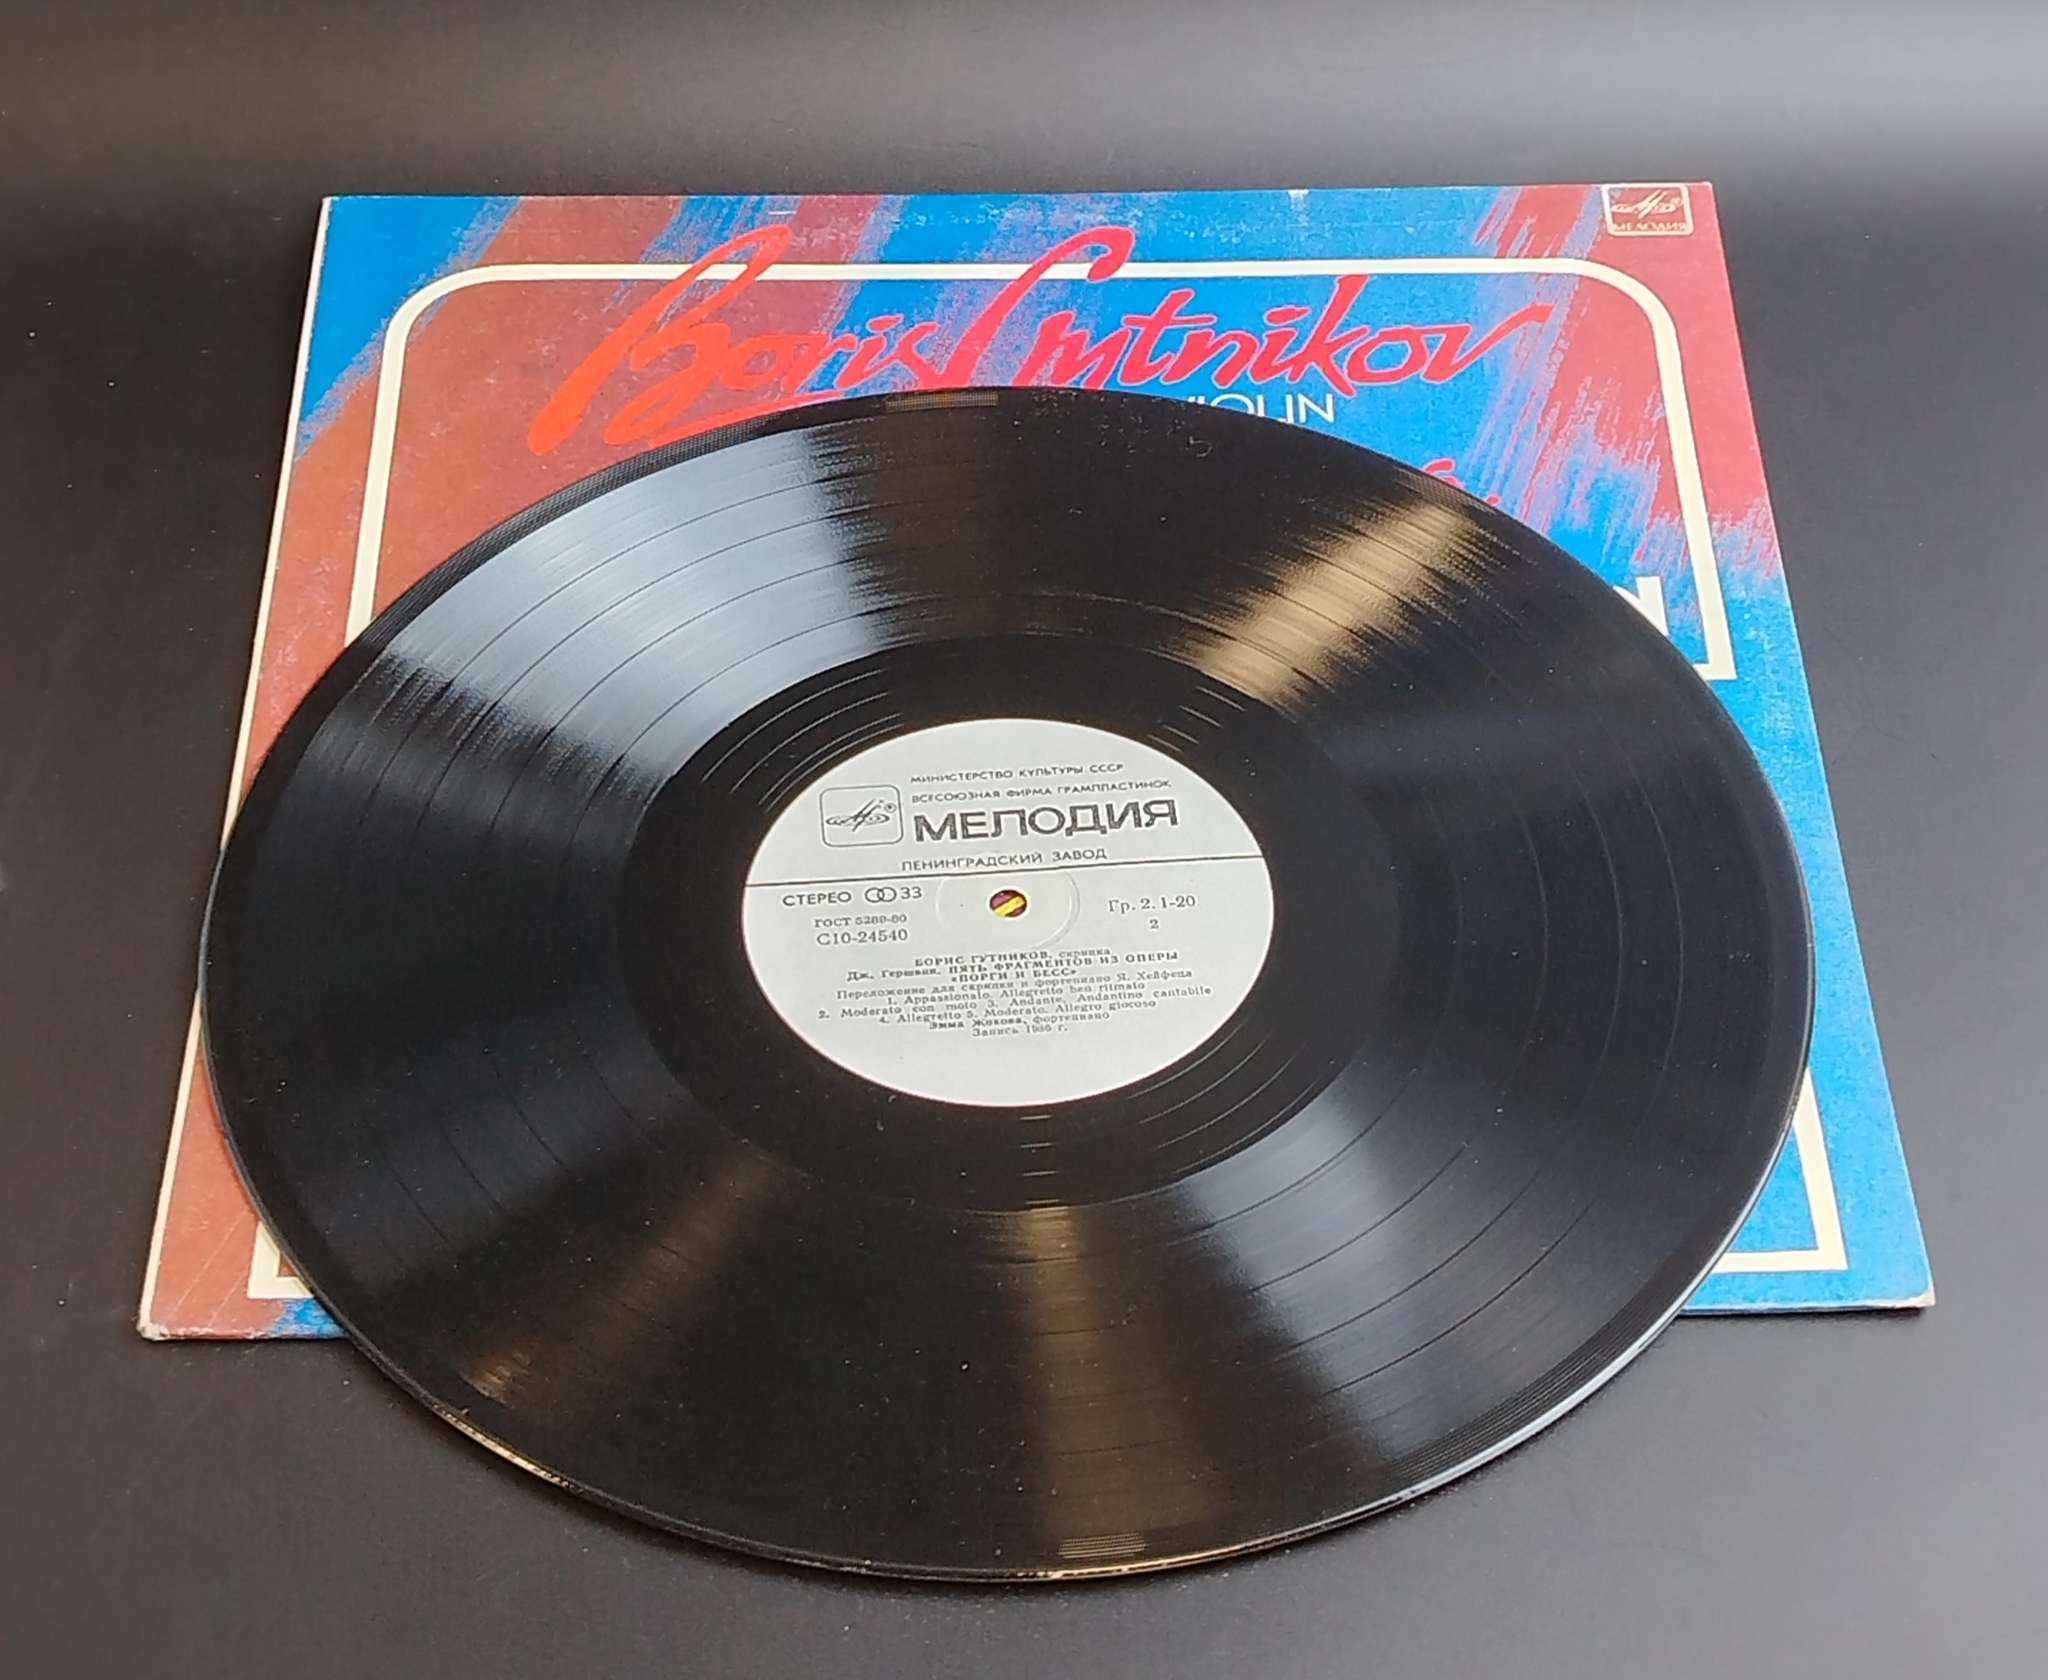 МЕЛОДИЯ
Boris Gutnikov
VIOLIN
МИНИСТЕРСТВО КУЛЬТУРЫ СССР
ВСЕСОЮЗНАЯ ФИРМА ГРАМПЛАСТИНОК
МЕЛОДИЯ
ЛЕНИНГРАДСКИЙ ЗАВОД
СТЕРЕО 33
Гр. 2. 1-20
ГОСТ 5289-80
2
С10-24540
БОРИС ГУТНИКОВ, скрипка
Дж. Гершвин. ПЯТЬ ФРАГМЕНТОВ ИЗ ОПЕРЫ
«ПОРГИ И БЕСС»
Переложение для скрипки и фортепиано Я. Хейфеца
1. Appassionato. Allegretto ben ritmato
2. Moderato con moto 3. Andante. Andantino cantabile
4. Allegretto 5. Moderato. Allegro giocoso
Эмма Жохова, фортепиано
Запись 1986 г.